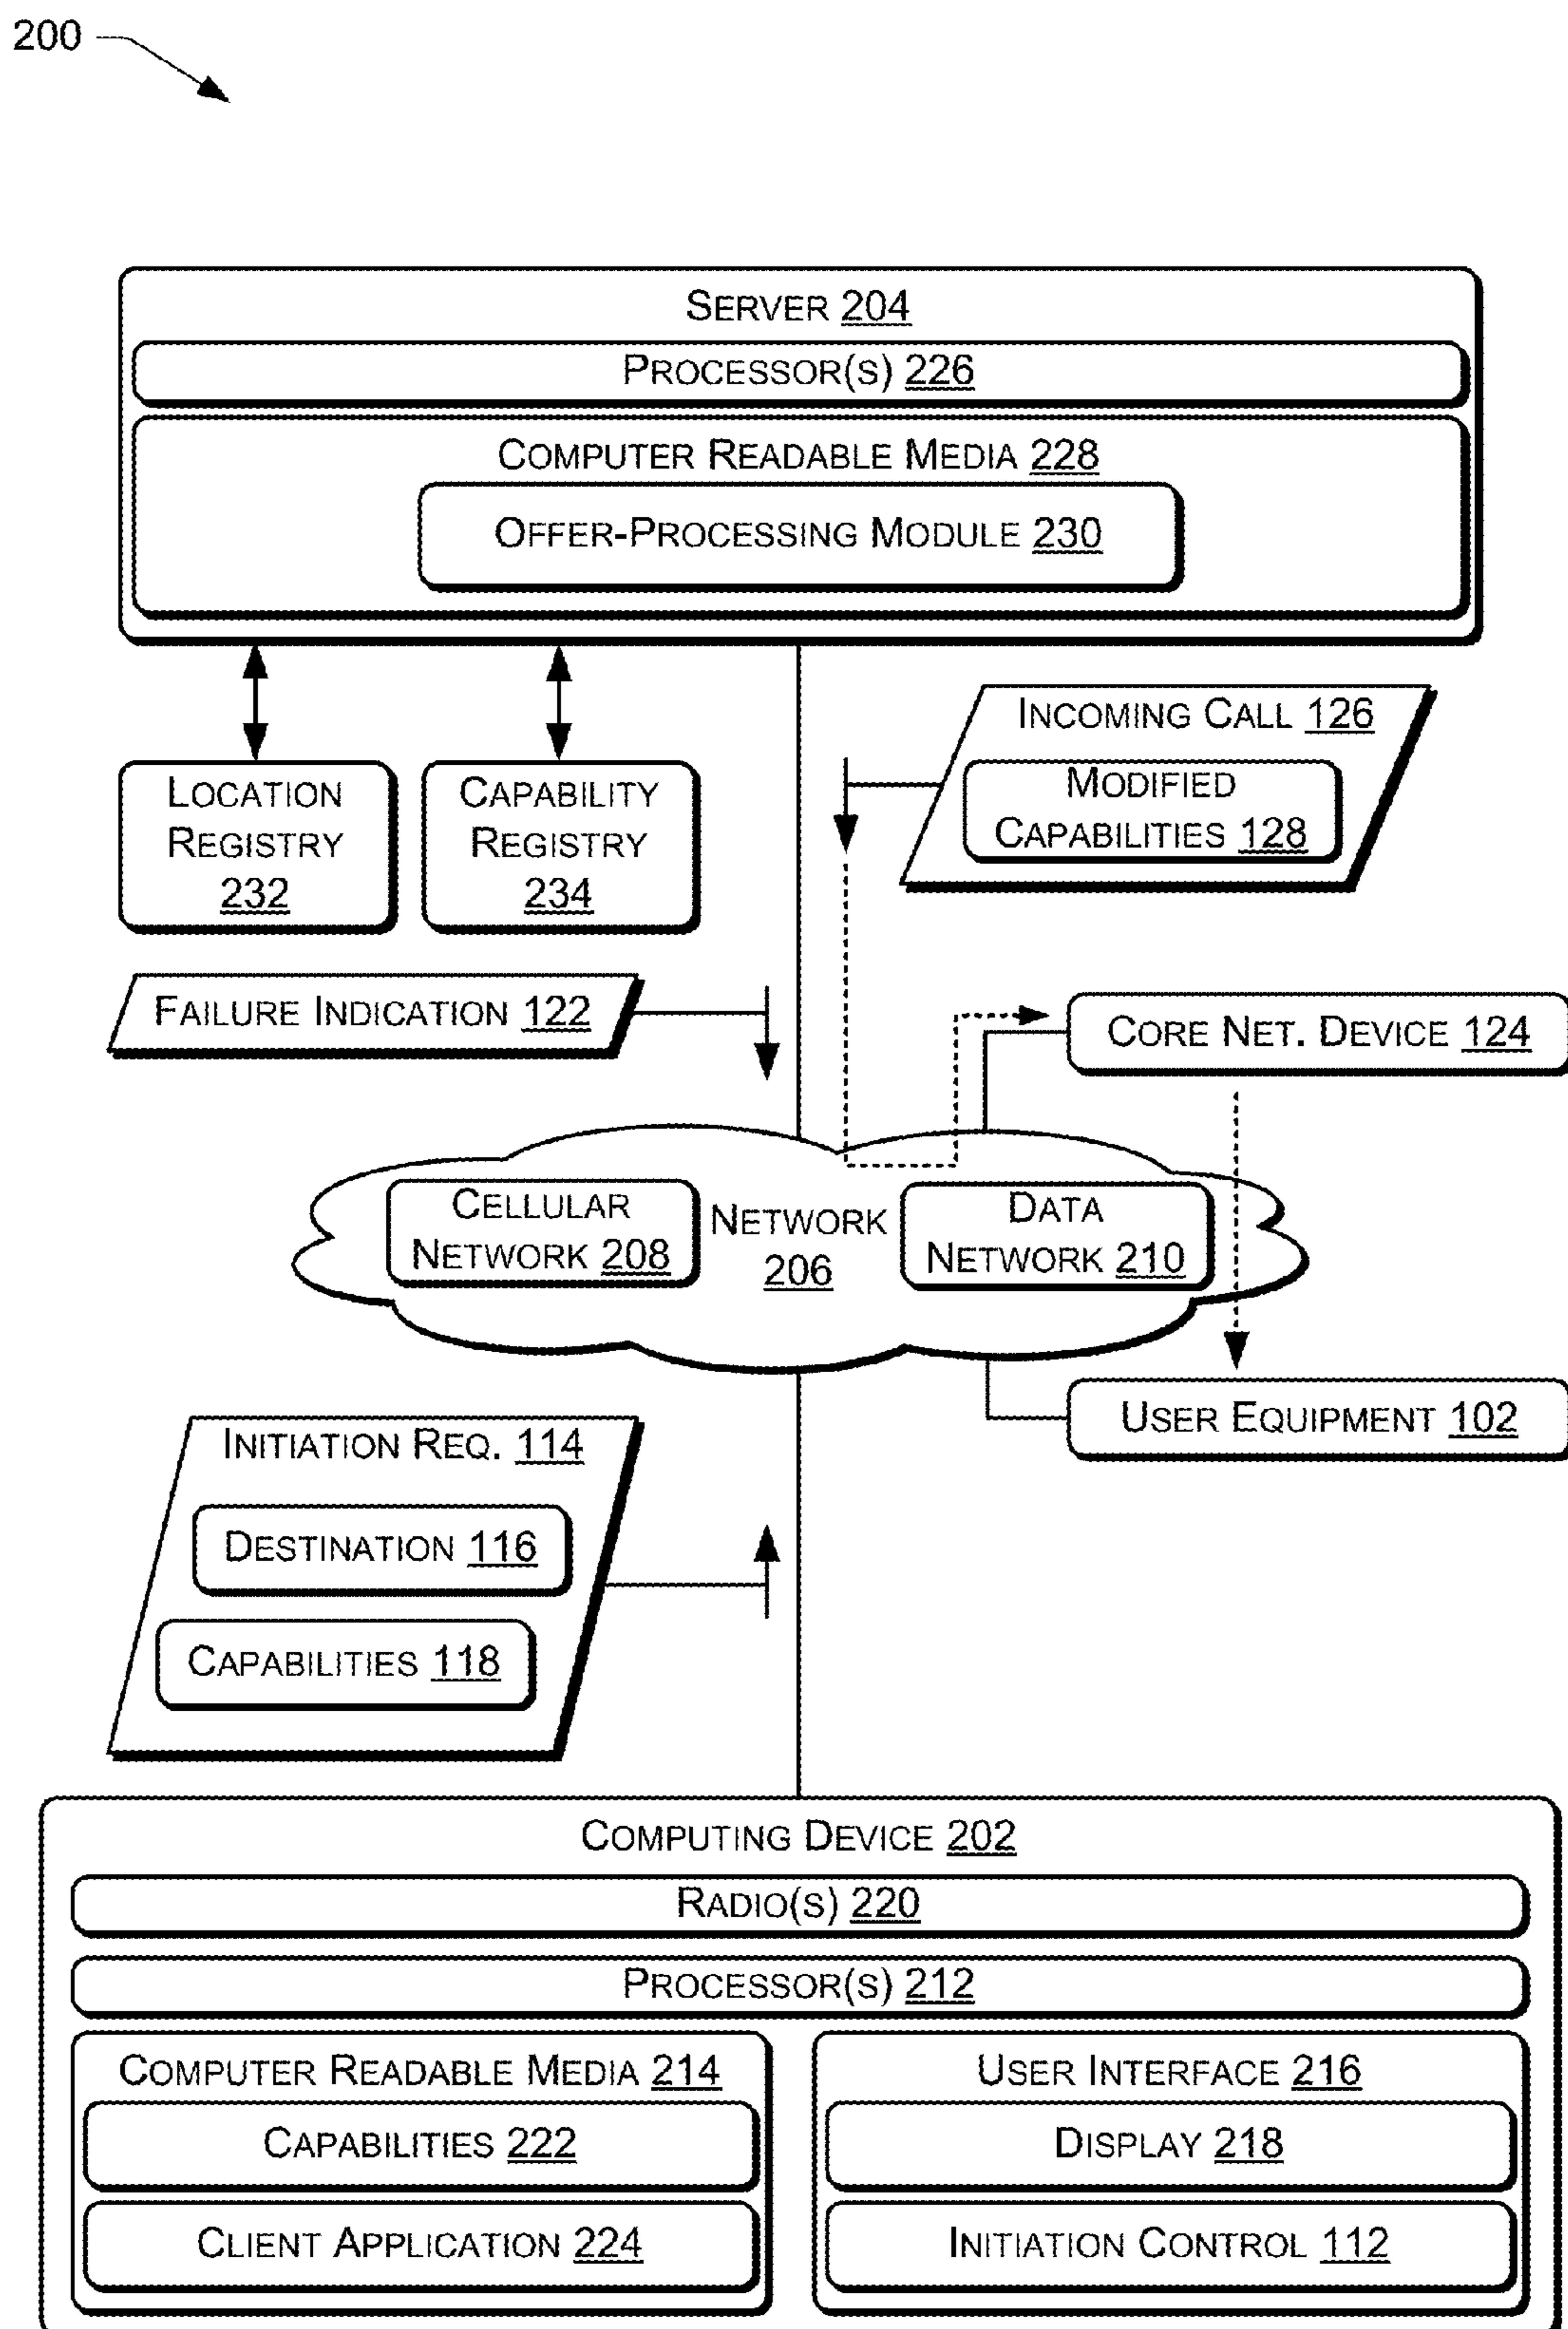 200
SERVER 204
PROCESSOR(S) 226
COMPUTER READABLE MEDIA 228
OFFER-PROCESSING MODULE 230
INCOMING CALL 126
MODIFIED
CAPABILITIES 128
LOCATION
REGISTRY
232
CAPABILITY
REGISTRY
234
FAILURE INDICATION 122
CORE NET. DEVICE 124
CELLULAR
NETWORK 208
NETWORK
206
DATA
NETWORK 210
USER EQUIPMENT 102
INITIATION REQ. 114
DESTINATION 116
CAPABILITIES 118
COMPUTING DEVICE 202
RADIO(S) 220
PROCESSOR(S) 212
COMPUTER READABLE MEDIA 214
CAPABILITIES 222
CLIENT APPLICATION 224
USER INTERFACE 216
DISPLAY 218
INITIATION CONTROL 112